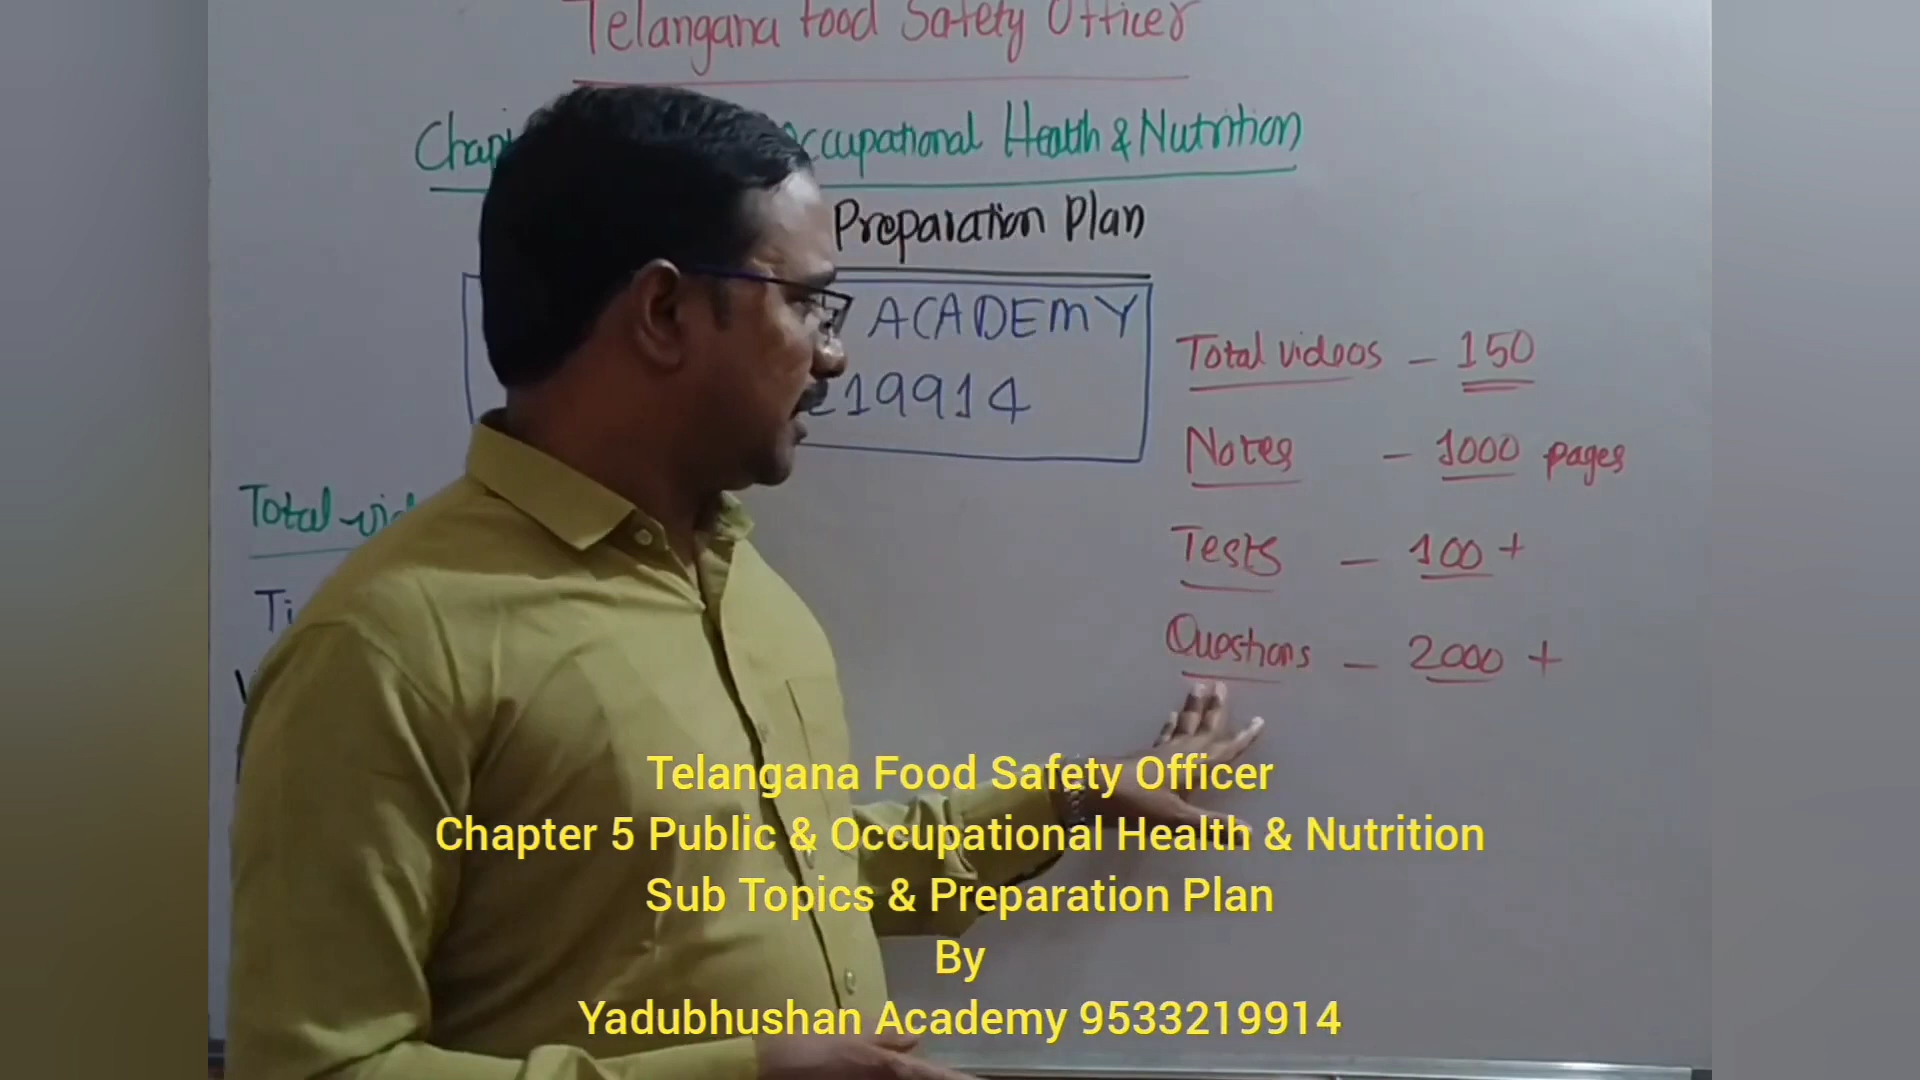 Telangana Food Safety Officer
Occupational Health & Nutrition
Preparation Plan
ACADEMY
19914
Total videos - 150
Notes - 1000 pages
Tests - 100 +
Questions - 2000 +
Total
Telangana Food Safety Officer
Chapter 5 Public & Occupational Health & Nutrition
Sub Topics & Preparation Plan
By
Yadubhushan Academy 9533219914